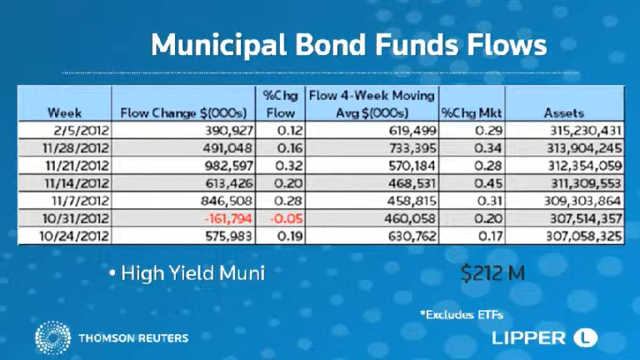 Municipal Bond Funds Flows
Week Flow Change $(000s) %Chg Flow Flow 4-Week Moving Avg $(000s) %Chg Mkt Assets
2/5/2012 390,927 0.12 619,499 0.29 315,230,431
11/28/2012 491,048 0.16 733,395 0.34 313,904,245
11/21/2012 982,597 0.32 570,184 0.28 312,354,059
11/14/2012 613,426 0.20 468,531 0.45 311,309,553
11/7/2012 846,508 0.28 458,815 0.31 309,303,864
10/31/2012 -161,794 -0.05 460,058 0.20 307,514,357
10/24/2012 575,983 0.19 630,762 0.17 307,058,325
• High Yield Muni $212 M
*Excludes ETFs
THOMSON REUTERS LIPPER L